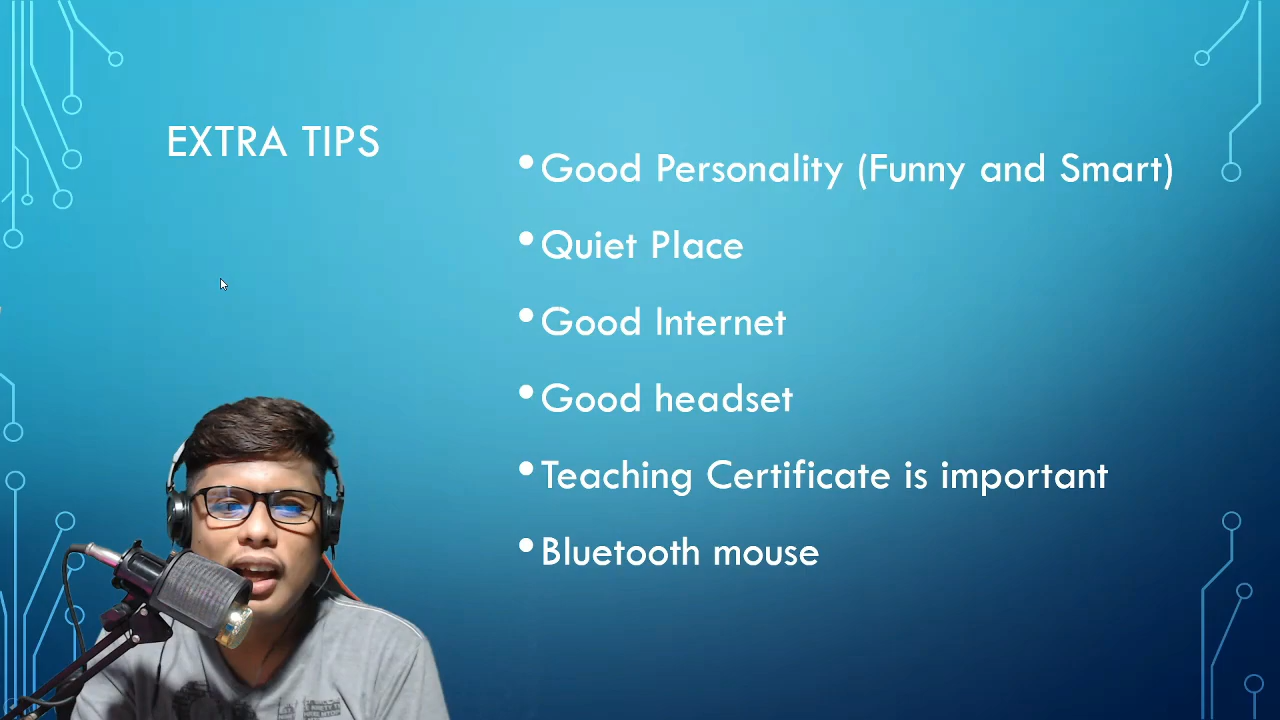 EXTRA TIPS
• Good Personality (Funny and Smart)
• Quiet Place
• Good Internet
• Good headset
• Teaching Certificate is important
• Bluetooth mouse